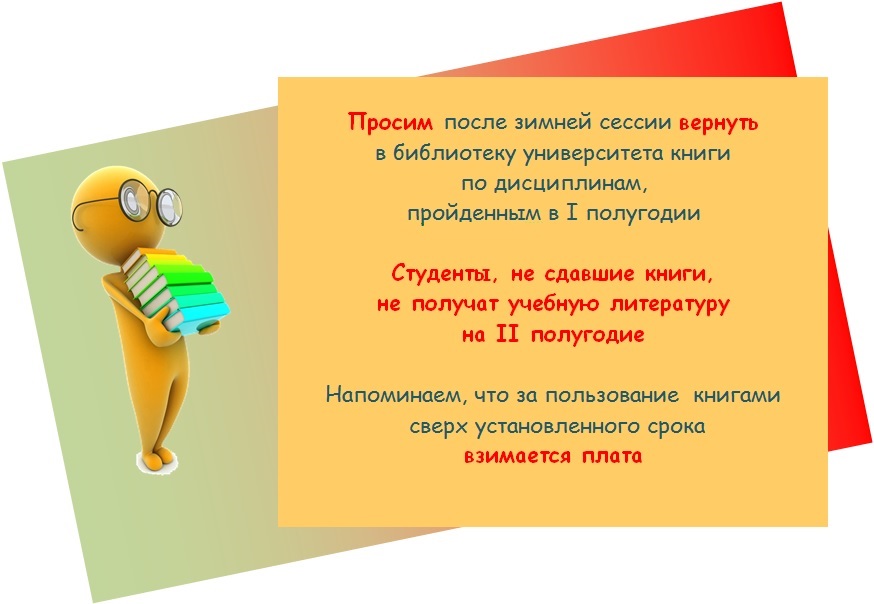 Просим после зимней сессии вернуть
в библиотеку университета книги
по дисциплинам,
пройденным в I полугодии
Студенты, не сдавшие книги,
не получат учебную литературу
на II полугодие
Напоминаем, что за пользование книгами
сверх установленного срока
взимается плата